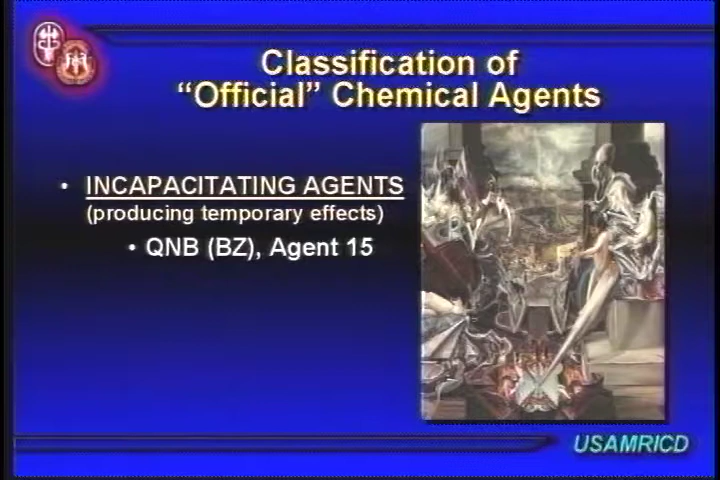 Classification of
“Official” Chemical Agents
• INCAPACITATING AGENTS
(producing temporary effects)
• QNB (BZ), Agent 15
USAMRICD